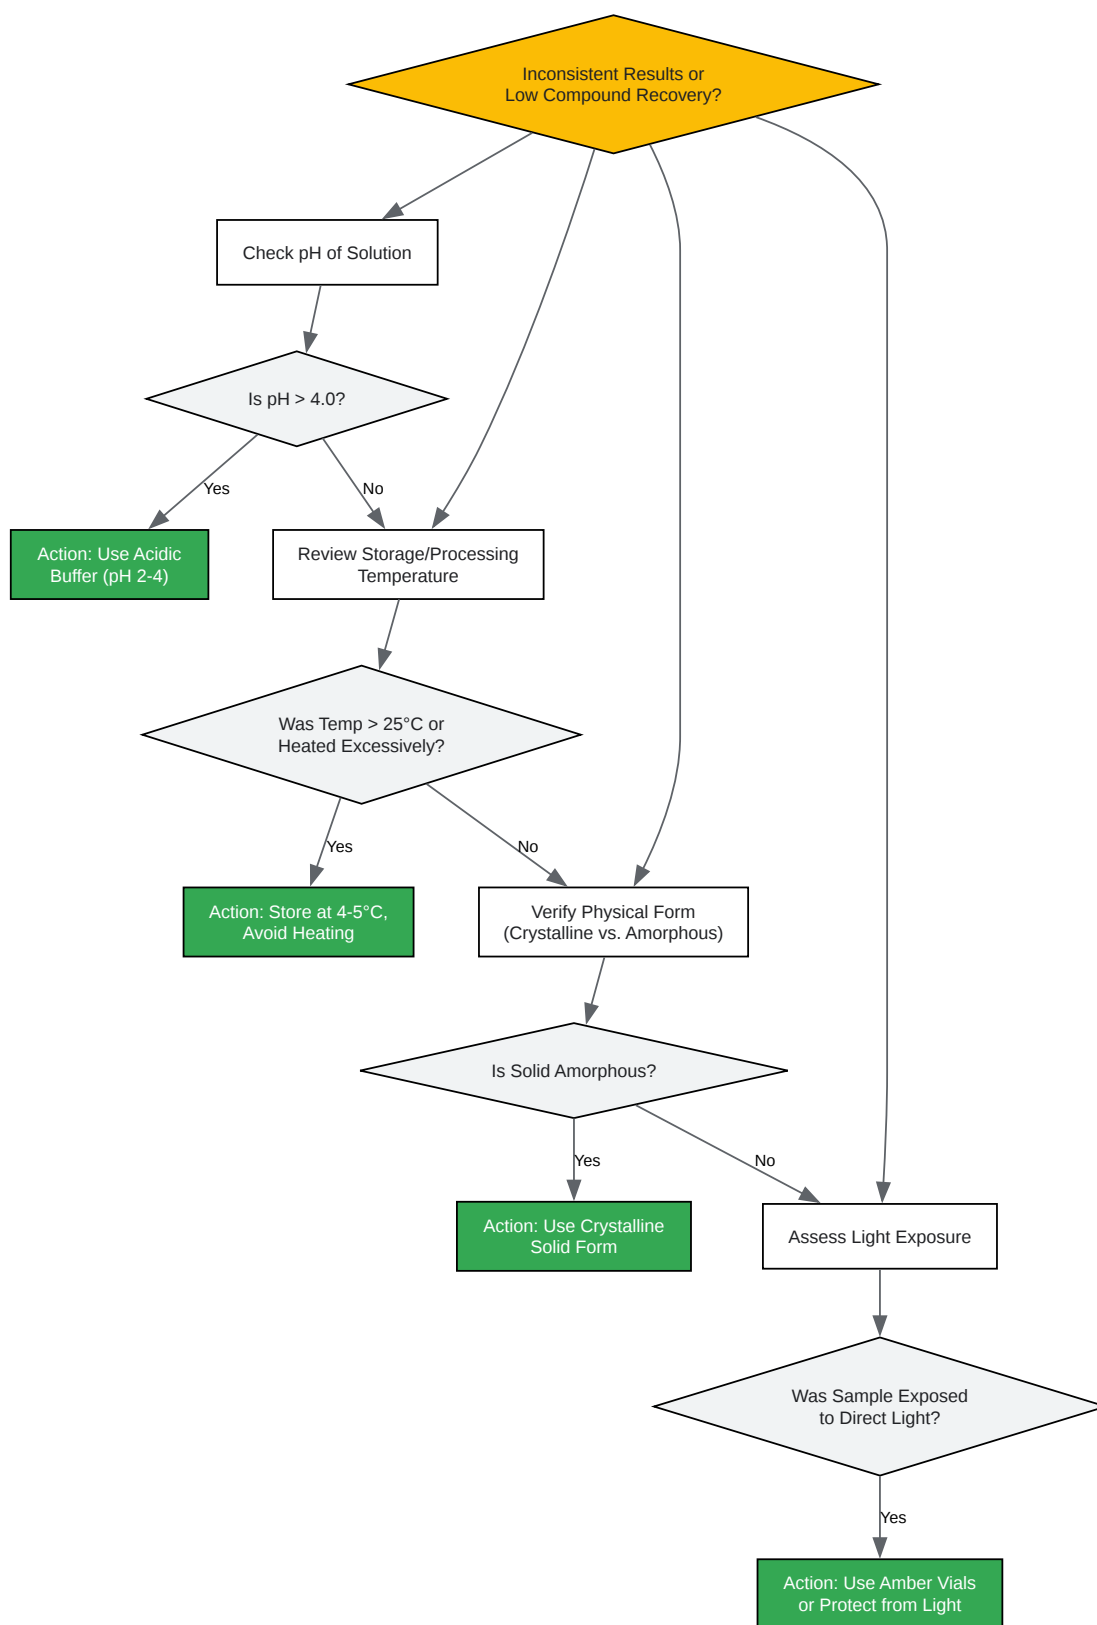 Inconsistent Results or
Low Compound Recovery?
Check pH of Solution
Is pH > 4.0?
Yes
No
Action: Use Acidic
Buffer (pH 2-4)
Review Storage/Processing
Temperature
Was Temp > 25°C or
Heated Excessively?
Yes
No
Action: Store at 4-5°C,
Avoid Heating
Verify Physical Form
(Crystalline vs. Amorphous)
Is Solid Amorphous?
Yes
No
Action: Use Crystalline
Solid Form
Assess Light Exposure
Was Sample Exposed
to Direct Light?
Yes
Action: Use Amber Vials
or Protect from Light